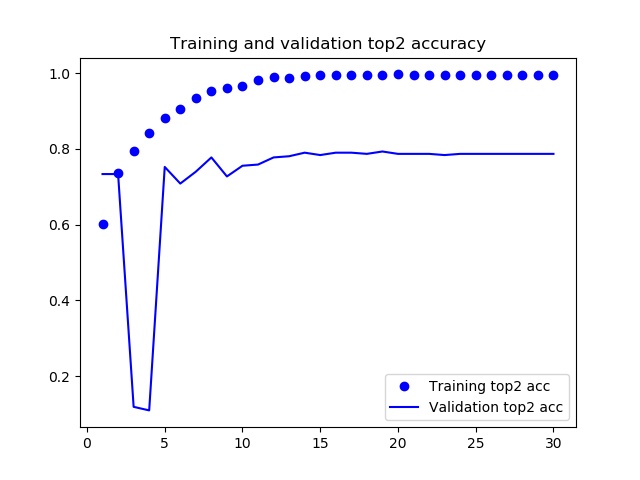 Training and validation top2 accuracy
1.0
0.8
0.6
0.4
0.2
0 5 10 15 20 25 30
Training top2 acc
Validation top2 acc